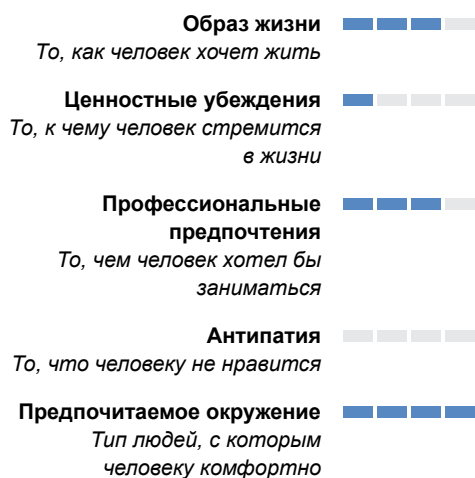 Образ жизни
То, как человек хочет жить
Ценностные убеждения
То, к чему человек стремится
в жизни
Профессиональные
предпочтения
То, чем человек хотел бы
заниматься
Антипатия
То, что человеку не нравится
Предпочитаемое окружение
Тип людей, с которым
человеку комфортно